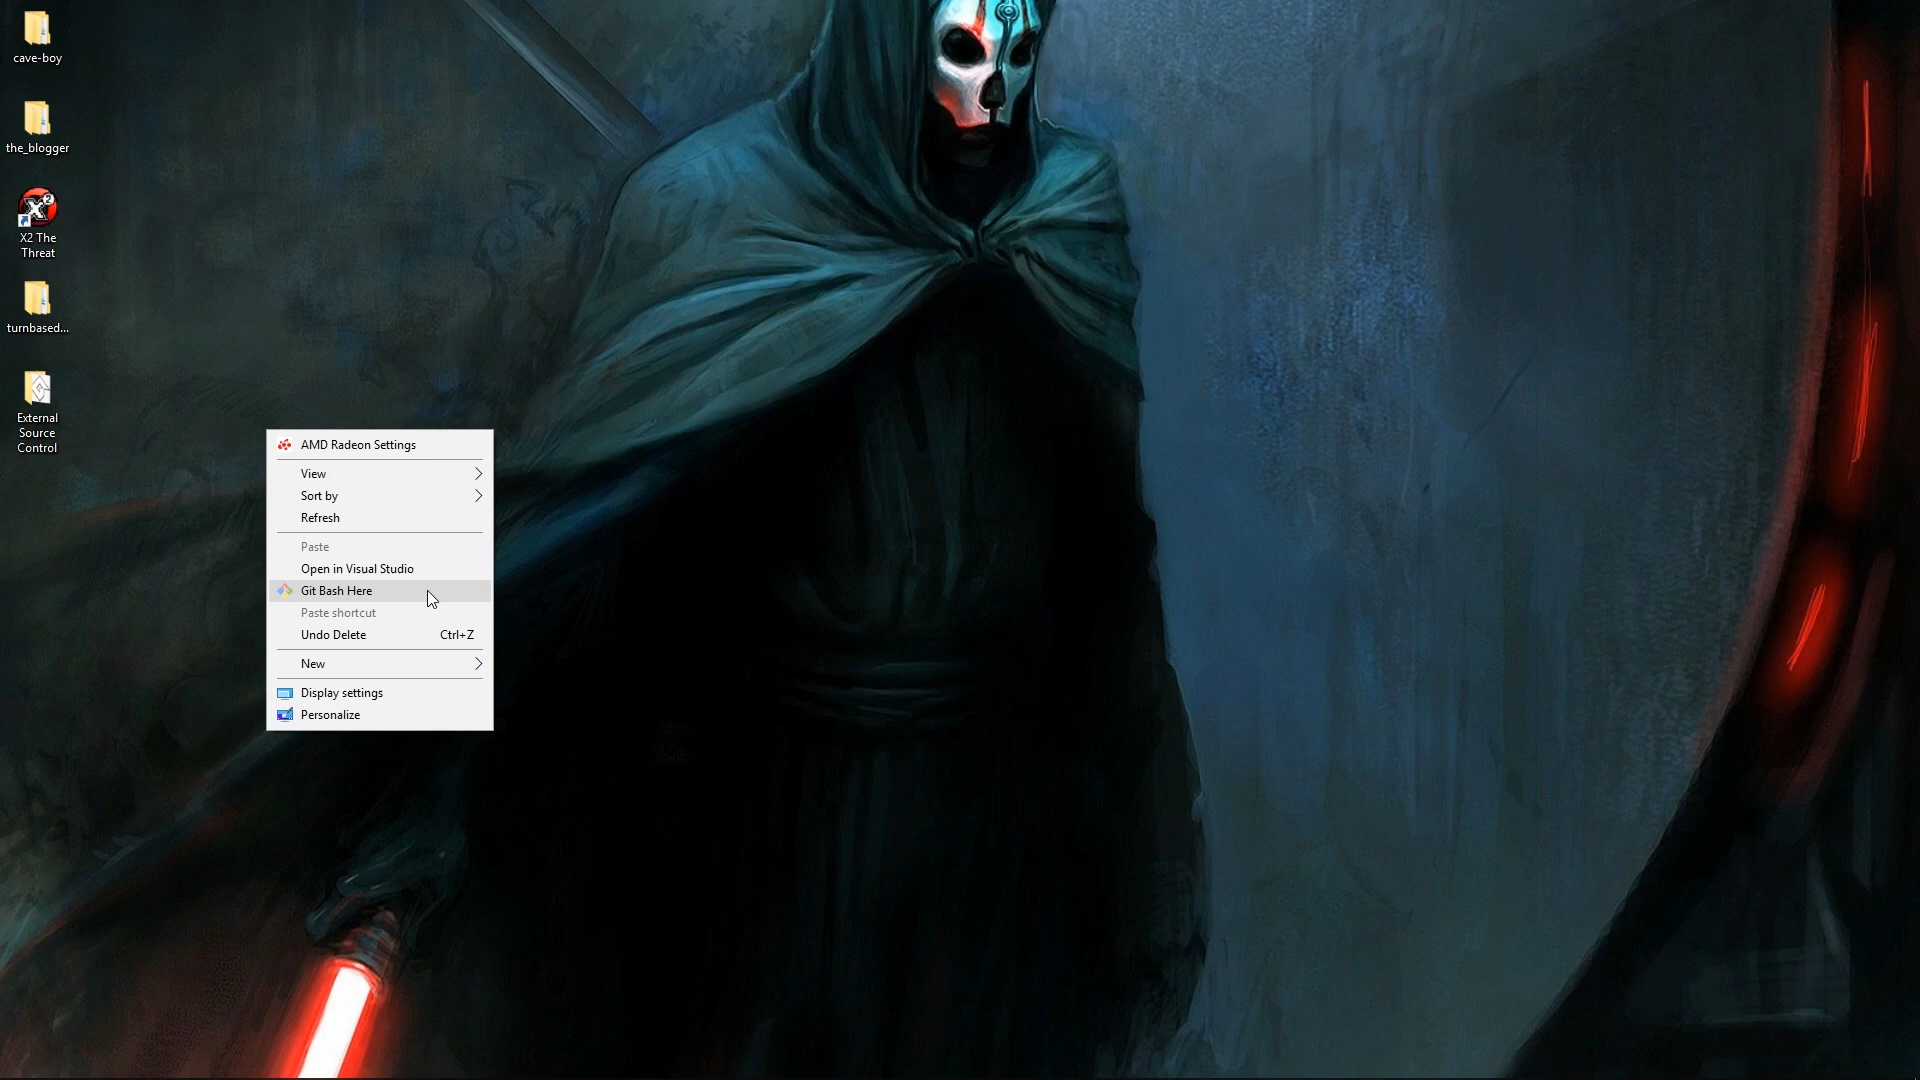 cave-boy
the_blogger
X2 The
Threat
turnbased...
External
Source
Control
AMD Radeon Settings
View
Sort by
Refresh
Paste
Open in Visual Studio
Git Bash Here
Paste shortcut
Undo Delete Ctrl+Z
New
Display settings
Personalize